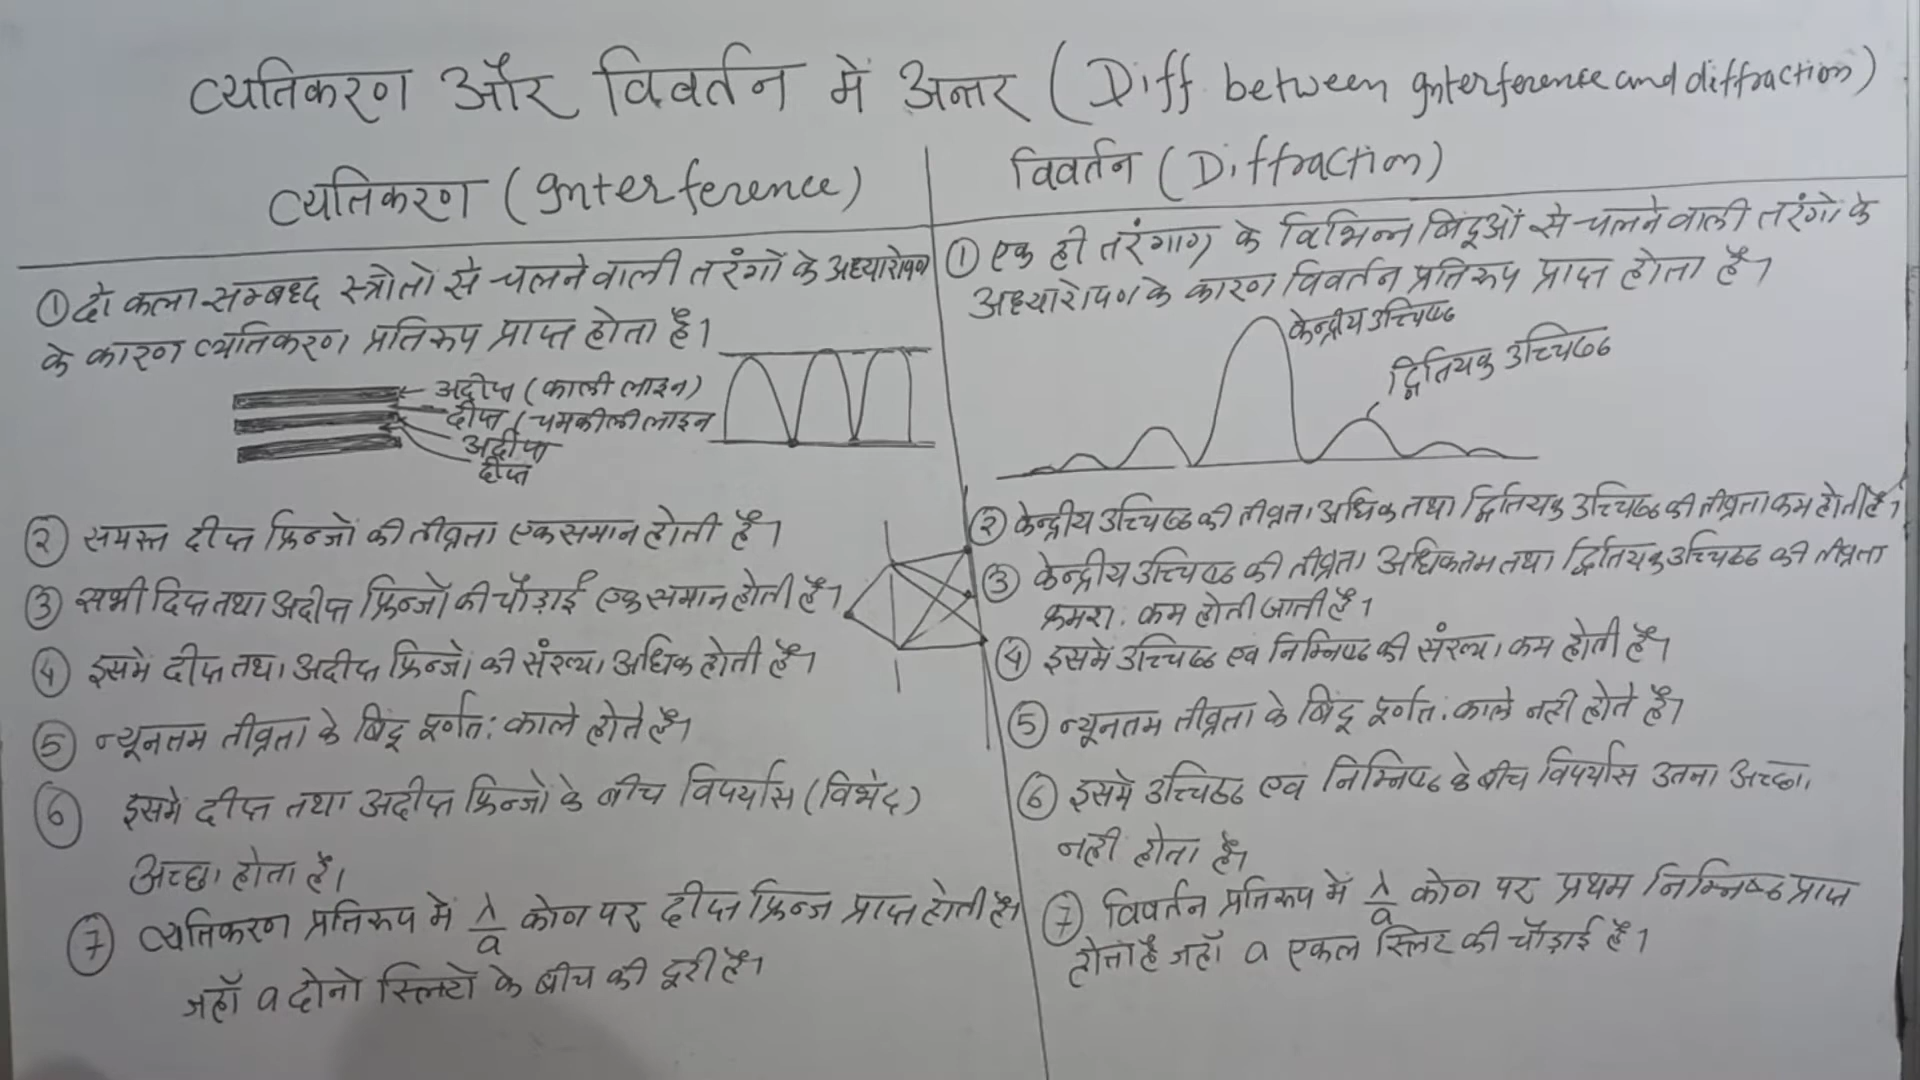 व्यतिकरण और विवर्तन में अन्तर (Diff between Interference and diffraction)
व्यतिकरण (Interference)
① दो कला सम्बध्द स्त्रोतो से चलने वाली तरंगों के अध्यारोपण
के कारण व्यतिकरण प्रतिरूप प्राप्त होता है।
अदीप्त (काली लाइन)
दीप्त (चमकीली लाइन
अदीप्त
दीप्त
② समस्त दीप्त फ्रिन्जों की तीव्रता एक समान होती है।
③ सभी दिप्त तथा अदीप्त फ्रिन्जों की चौड़ाई एक समान होती है।
④ इसमे दीप्त तथा अदीप्त फ्रिन्जो की संख्या अधिक होती है।
⑤ न्यूनतम तीव्रता के बिंदू पूर्णत: काले होते है।
⑥ इसमे दीप्त तथा अदीप्त फ्रिन्जो के बीच विपर्यास (विभेद)
अच्छा होता है।
⑦ व्यतिकरण प्रतिरूप मे λ/a कोण पर दीप्त फ्रिन्ज प्राप्त होती है।
जहाँ a दोनो स्लिटो के बीच की दूरी है।
विवर्तन (Diffraction)
① एक ही तरंगाग्र के विभिन्न बिंदूओं से चलने वाली तरंगो के
अध्यारोपण के कारण विवर्तन प्रतिरूप प्राप्त होता है।
केन्द्रीय उच्चिष्ठ
द्वितियक उच्चिष्ठ
② केन्द्रीय उच्चिष्ठ की तीव्रता अधिक तथा द्वितियक उच्चिष्ठ की तीव्रता कम होती है।
③ केन्द्रीय उच्चिष्ठ की तीव्रता अधिकतम तथा द्वितियक उच्चिष्ठ की तीव्रता
क्रमश: कम होती जाती है।
④ इसमे उच्चिष्ठ एवं निम्निष्ठ की संख्या कम होती है।
⑤ न्यूनतम तीव्रता के बिंदू पूर्णत: काले नही होते है।
⑥ इसमे उच्चिष्ठ एवं निम्निष्ठ के बीच विपर्यास उतना अच्छा
नही होता है।
⑦ विवर्तन प्रतिरूप में λ/a कोण पर प्रथम निम्निष्ठ प्राप्त
होता है जहाँ a एकल स्लिट की चौड़ाई है।